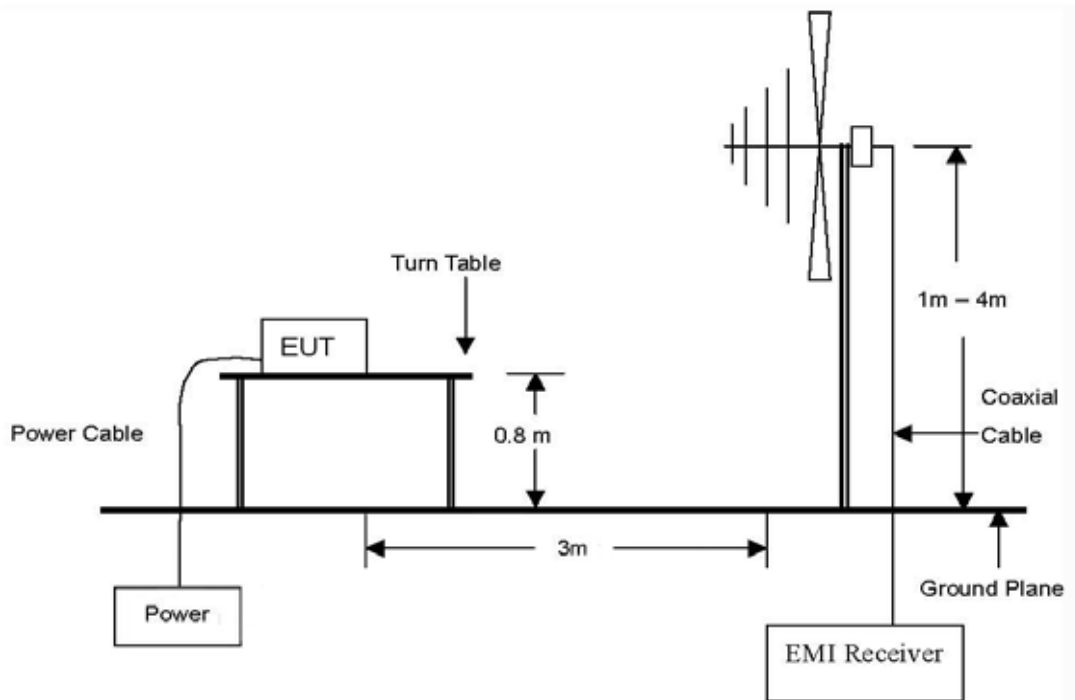 Turn Table
1m – 4m
EUT
Coaxial
Cable
Power Cable
0.8 m
3m
Ground Plane
Power
EMI Receiver